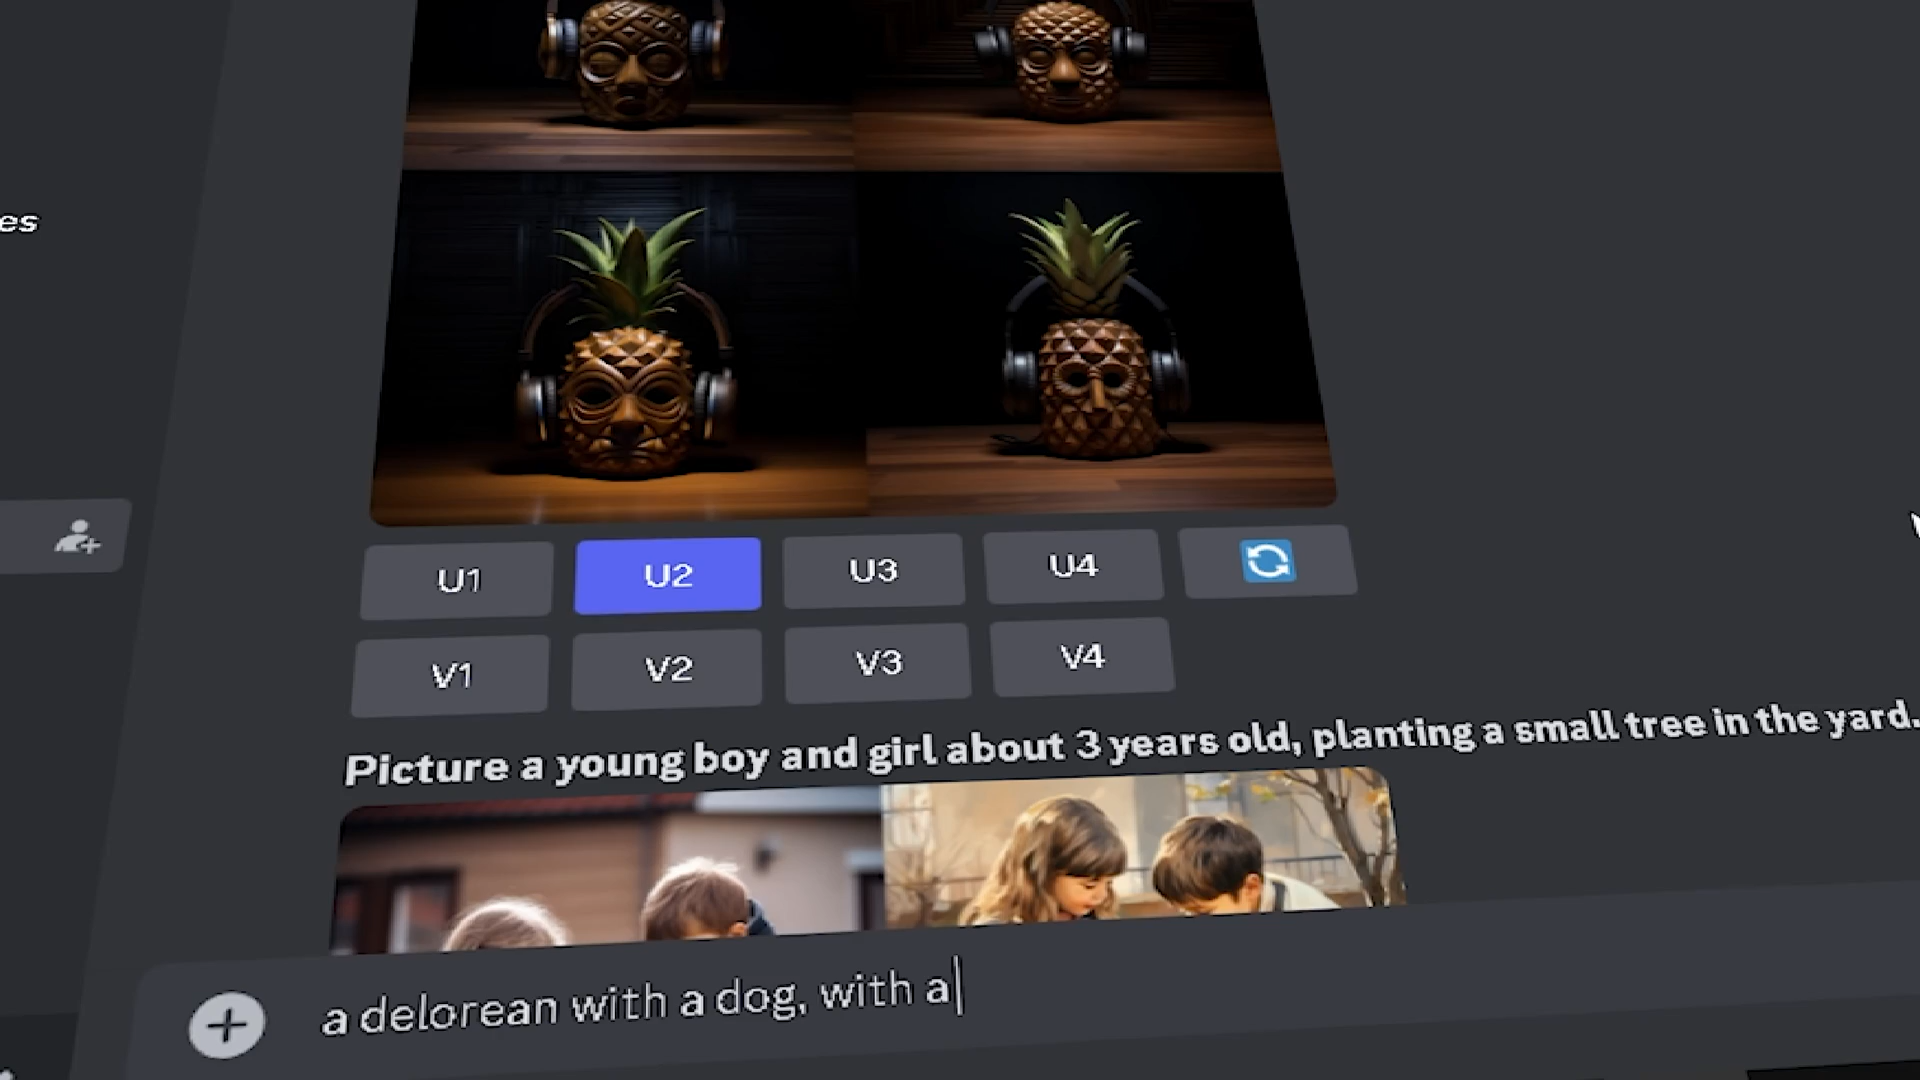 es
U1 U2 U3 U4
V1 V2 V3 V4
Picture a young boy and girl about 3 years old, planting a small tree in the yard.
a delorean with a dog, with a